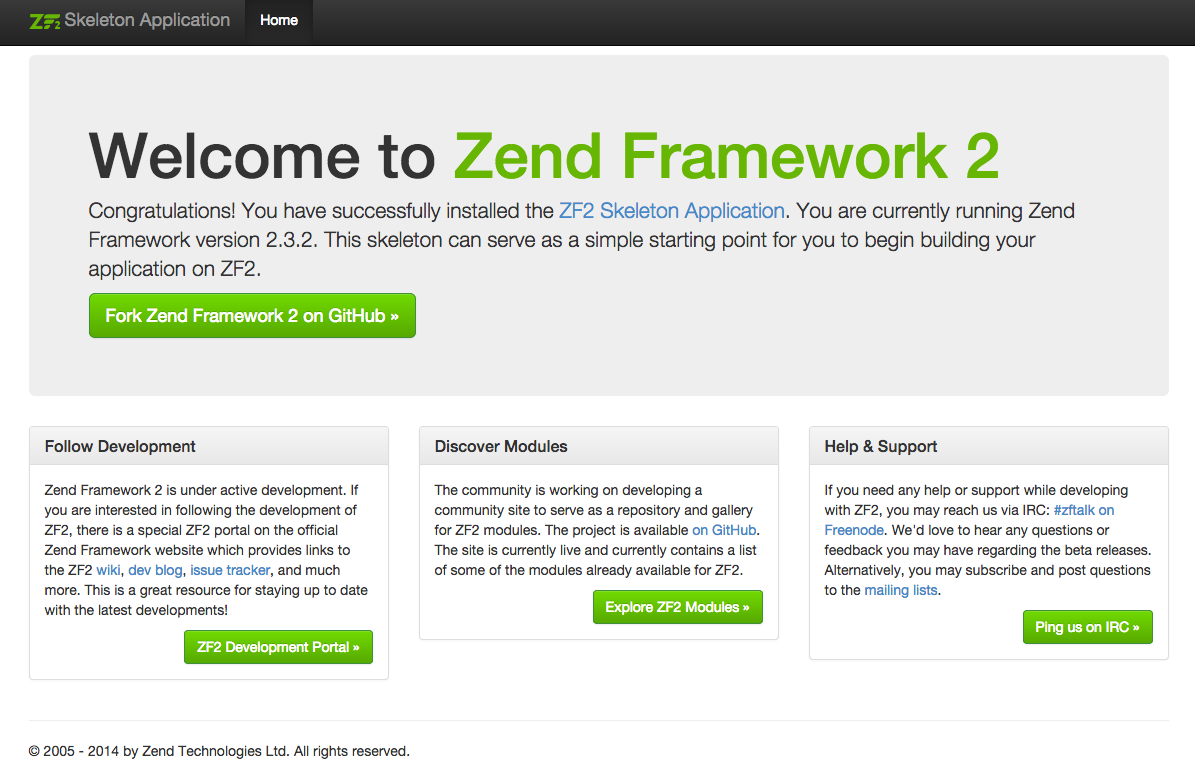 ZF2 Skeleton Application Home
Welcome to Zend Framework 2
Congratulations! You have successfully installed the ZF2 Skeleton Application. You are currently running Zend
Framework version 2.3.2. This skeleton can serve as a simple starting point for you to begin building your
application on ZF2.
Fork Zend Framework 2 on GitHub »
Follow Development
Zend Framework 2 is under active development. If
you are interested in following the development of
ZF2, there is a special ZF2 portal on the official
Zend Framework website which provides links to
the ZF2 wiki, dev blog, issue tracker, and much
more. This is a great resource for staying up to date
with the latest developments!
ZF2 Development Portal »
Discover Modules
The community is working on developing a
community site to serve as a repository and gallery
for ZF2 modules. The project is available on GitHub.
The site is currently live and currently contains a list
of some of the modules already available for ZF2.
Explore ZF2 Modules »
Help & Support
If you need any help or support while developing
with ZF2, you may reach us via IRC: #zftalk on
Freenode. We'd love to hear any questions or
feedback you may have regarding the beta releases.
Alternatively, you may subscribe and post questions
to the mailing lists.
Ping us on IRC »
© 2005 - 2014 by Zend Technologies Ltd. All rights reserved.